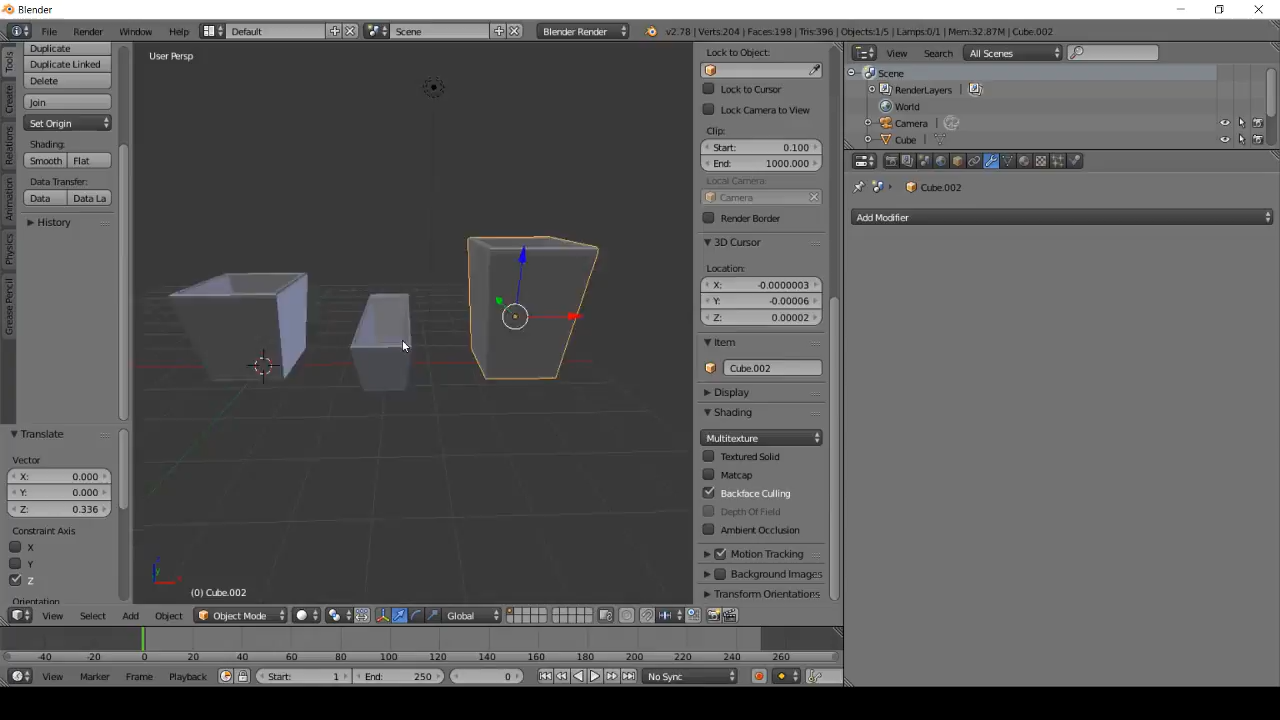 Blender
File Render Window Help Default Scene Blender Render v2.78 | Verts:204 | Faces:198 | Tris:396 | Objects:1/5 | Lamps:0/1 | Mem:32.87M | Cube.002
Tools
Create
Relations
Animation
Physics
Grease Pencil
Duplicate
Duplicate Linked
Delete
Join
Set Origin
Shading:
Smooth Flat
Data Transfer:
Data Data La
History
Translate
Vector
X: 0.000
Y: 0.000
Z: 0.336
Constraint Axis
X
Y
Z
Orientation
User Persp
(0) Cube.002
Lock to Object:
Lock to Cursor
Lock Camera to View
Clip:
Start: 0.100
End: 1000.000
Local Camera:
Camera
Render Border
3D Cursor
Location:
X: -0.0000003
Y: -0.00006
Z: 0.00002
Item
Cube.002
Display
Shading
Multitexture
Textured Solid
Matcap
Backface Culling
Depth Of Field
Ambient Occlusion
Motion Tracking
Background Images
Transform Orientations
View Search All Scenes
Scene
RenderLayers
World
Camera
Cube
Cube.002
Add Modifier
View Select Add Object Object Mode Global
-40 -20 0 20 40 60 80 100 120 140 160 180 200 220 240 260
View Marker Frame Playback Start: 1 End: 250 0 No Sync